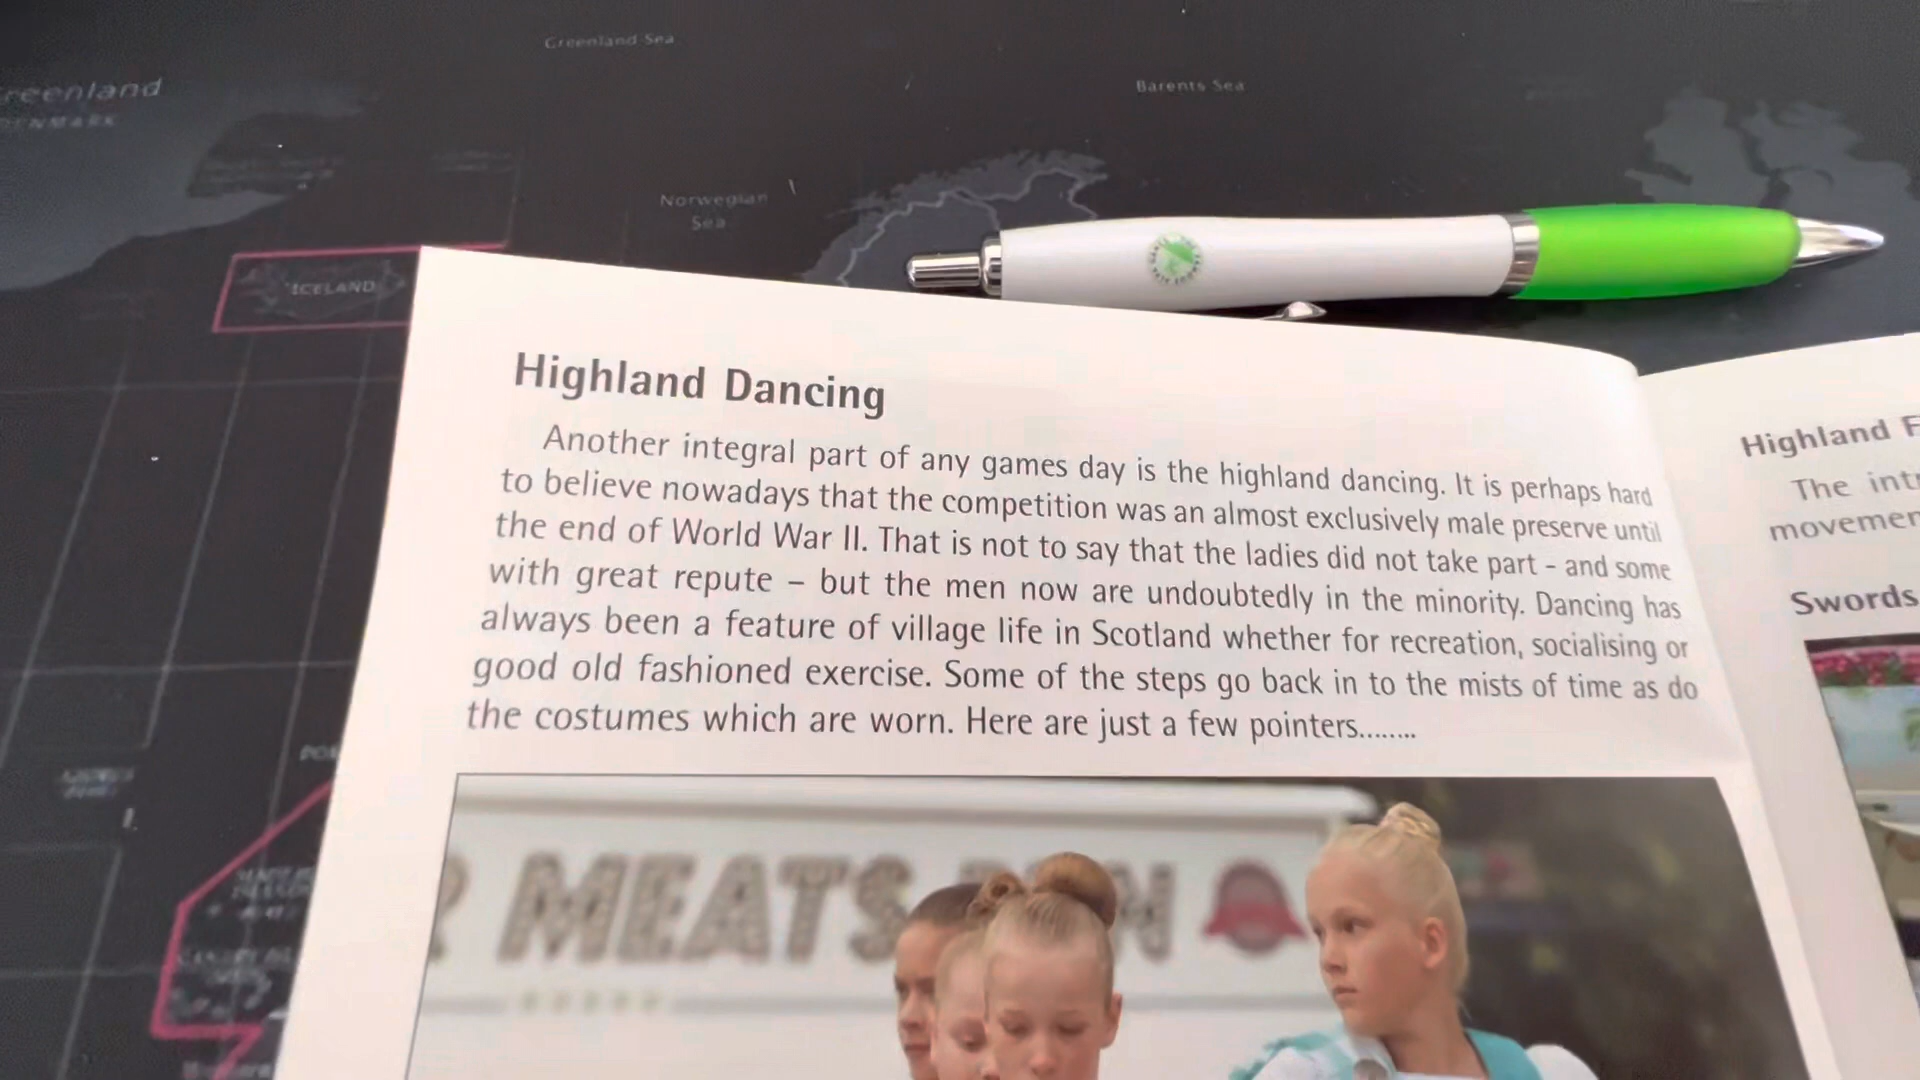 Greenland Sea
Barents Sea
DENMARK
Norwegian
Sea
ICELAND
Highland Dancing
Another integral part of any games day is the highland dancing. It is perhaps hard
to believe nowadays that the competition was an almost exclusively male preserve until
the end of World War II. That is not to say that the ladies did not take part - and some
with great repute – but the men now are undoubtedly in the minority. Dancing has
always been a feature of village life in Scotland whether for recreation, socialising or
good old fashioned exercise. Some of the steps go back in to the mists of time as do
the costumes which are worn. Here are just a few pointers........
MEATS
Highland
The
Swords